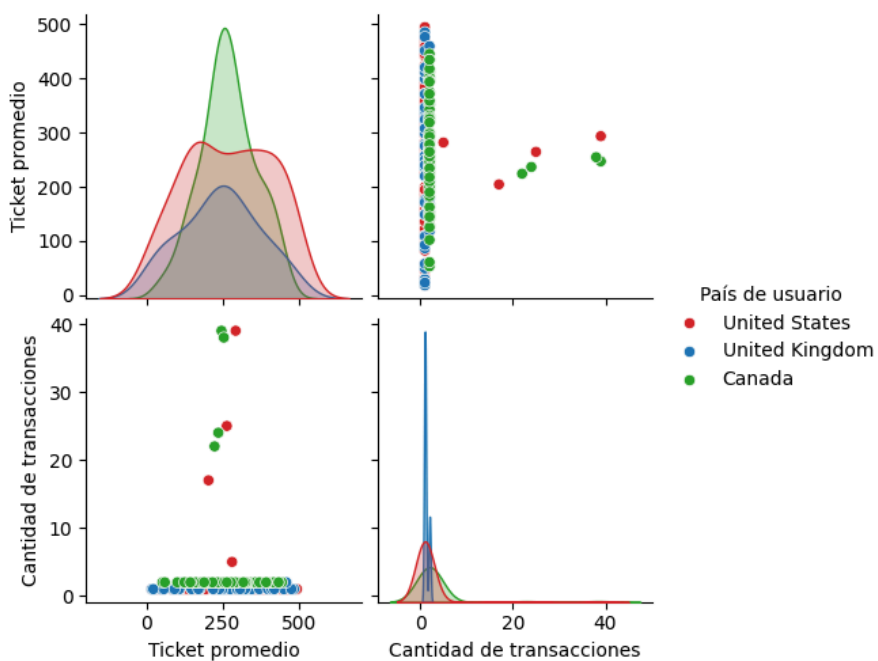 500
400
300
200
100
0
Ticket promedio
País de usuario
United States
United Kingdom
Canada
40
30
20
10
0
Cantidad de transacciones
0
250
500
Ticket promedio
0
20
40
Cantidad de transacciones